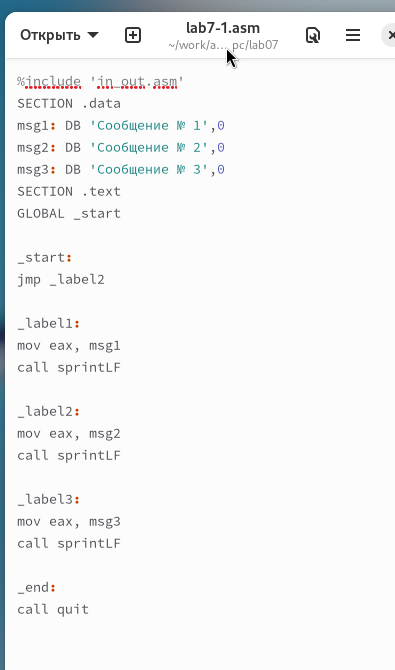 Открыть
lab7-1.asm
~/work/a... pc/lab07
%include 'in_out.asm'
SECTION .data
msg1: DB 'Сообщение № 1',0
msg2: DB 'Сообщение № 2',0
msg3: DB 'Сообщение № 3',0
SECTION .text
GLOBAL _start
_start:
jmp _label2
_label1:
mov eax, msg1
call sprintLF
_label2:
mov eax, msg2
call sprintLF
_label3:
mov eax, msg3
call sprintLF
_end:
call quit